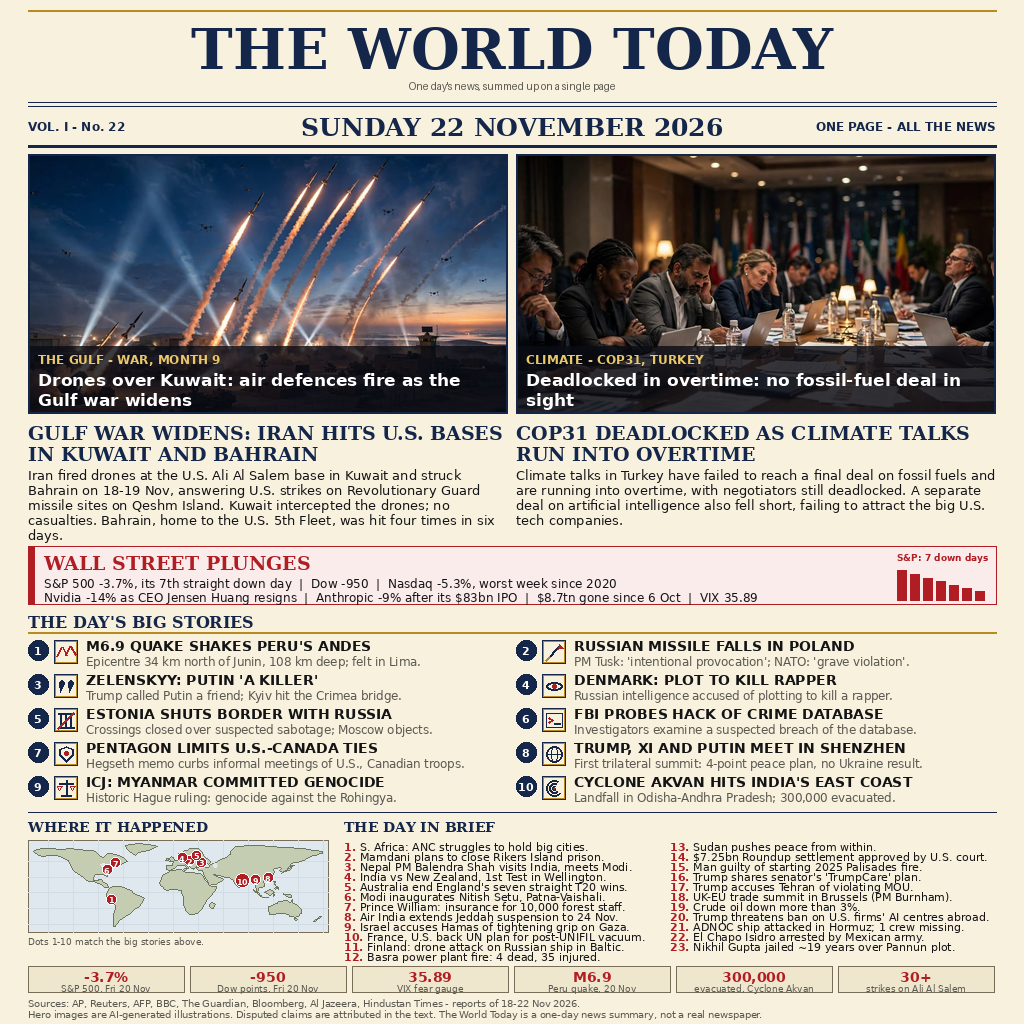 THE WORLD TODAY
One day's news, summed up on a single page
VOL. I - No. 22
SUNDAY 22 NOVEMBER 2026
ONE PAGE - ALL THE NEWS
THE GULF - WAR, MONTH 9
Drones over Kuwait: air defences fire as the
Gulf war widens
CLIMATE - COP31, TURKEY
Deadlocked in overtime: no fossil-fuel deal in
sight
GULF WAR WIDENS: IRAN HITS U.S. BASES
IN KUWAIT AND BAHRAIN
Iran fired drones at the U.S. Ali Al Salem base in Kuwait and struck
Bahrain on 18-19 Nov, answering U.S. strikes on Revolutionary Guard
missile sites on Qeshm Island. Kuwait intercepted the drones; no
casualties. Bahrain, home to the U.S. 5th Fleet, was hit four times in six
days.
COP31 DEADLOCKED AS CLIMATE TALKS
RUN INTO OVERTIME
Climate talks in Turkey have failed to reach a final deal on fossil fuels and
are running into overtime, with negotiators still deadlocked. A separate
deal on artificial intelligence also fell short, failing to attract the big U.S.
tech companies.
WALL STREET PLUNGES
S&P 500 -3.7%, its 7th straight down day | Dow -950 | Nasdaq -5.3%, worst week since 2020
Nvidia -14% as CEO Jensen Huang resigns | Anthropic -9% after its $83bn IPO | $8.7tn gone since 6 Oct | VIX 35.89
S&P: 7 down days
THE DAY'S BIG STORIES
1 M6.9 QUAKE SHAKES PERU'S ANDES
Epicentre 34 km north of Junin, 108 km deep; felt in Lima.
2 RUSSIAN MISSILE FALLS IN POLAND
PM Tusk: 'intentional provocation'; NATO: 'grave violation'.
3 ZELENSKYY: PUTIN 'A KILLER'
Trump called Putin a friend; Kyiv hit the Crimea bridge.
4 DENMARK: PLOT TO KILL RAPPER
Russian intelligence accused of plotting to kill a rapper.
5 ESTONIA SHUTS BORDER WITH RUSSIA
Crossings closed over suspected sabotage; Moscow objects.
6 FBI PROBES HACK OF CRIME DATABASE
Investigators examine a suspected breach of the database.
7 PENTAGON LIMITS U.S.-CANADA TIES
Hegseth memo curbs informal meetings of U.S., Canadian troops.
8 TRUMP, XI AND PUTIN MEET IN SHENZHEN
First trilateral summit: 4-point peace plan, no Ukraine result.
9 ICJ: MYANMAR COMMITTED GENOCIDE
Historic Hague ruling: genocide against the Rohingya.
10 CYCLONE AKVAN HITS INDIA'S EAST COAST
Landfall in Odisha-Andhra Pradesh; 300,000 evacuated.
WHERE IT HAPPENED
7
6
1
4
2
5
3
10
9
8
Dots 1-10 match the big stories above.
THE DAY IN BRIEF
1. S. Africa: ANC struggles to hold big cities.
2. Mamdani plans to close Rikers Island prison.
3. Nepal PM Balendra Shah visits India, meets Modi.
4. India vs New Zealand, 1st Test in Wellington.
5. Australia end England's seven straight T20 wins.
6. Modi inaugurates Nitish Setu, Patna-Vaishali.
7. Prince William: insurance for 10,000 forest staff.
8. Air India extends Jeddah suspension to 24 Nov.
9. Israel accuses Hamas of tightening grip on Gaza.
10. France, U.S. back UN plan for post-UNIFIL vacuum.
11. Finland: drone attack on Russian ship in Baltic.
12. Basra power plant fire: 4 dead, 35 injured.
13. Sudan pushes peace from within.
14. $7.25bn Roundup settlement approved by U.S. court.
15. Man guilty of starting 2025 Palisades fire.
16. Trump shares senator's 'TrumpCare' plan.
17. Trump accuses Tehran of violating MOU.
18. UK-EU trade summit in Brussels (PM Burnham).
19. Crude oil down more than 3%.
20. Trump threatens ban on U.S. firms' AI centres abroad.
21. ADNOC ship attacked in Hormuz; 1 crew missing.
22. El Chapo Isidro arrested by Mexican army.
23. Nikhil Gupta jailed ~19 years over Pannun plot.
-3.7%
S&P 500, Fri 20 Nov
-950
Dow points, Fri 20 Nov
35.89
VIX fear gauge
M6.9
Peru quake, 20 Nov
300,000
evacuated, Cyclone Akvan
30+
strikes on Ali Al Salem
Sources: AP, Reuters, AFP, BBC, The Guardian, Bloomberg, Al Jazeera, Hindustan Times - reports of 18-22 Nov 2026.
Hero images are AI-generated illustrations. Disputed claims are attributed in the text. The World Today is a one-day news summary, not a real newspaper.